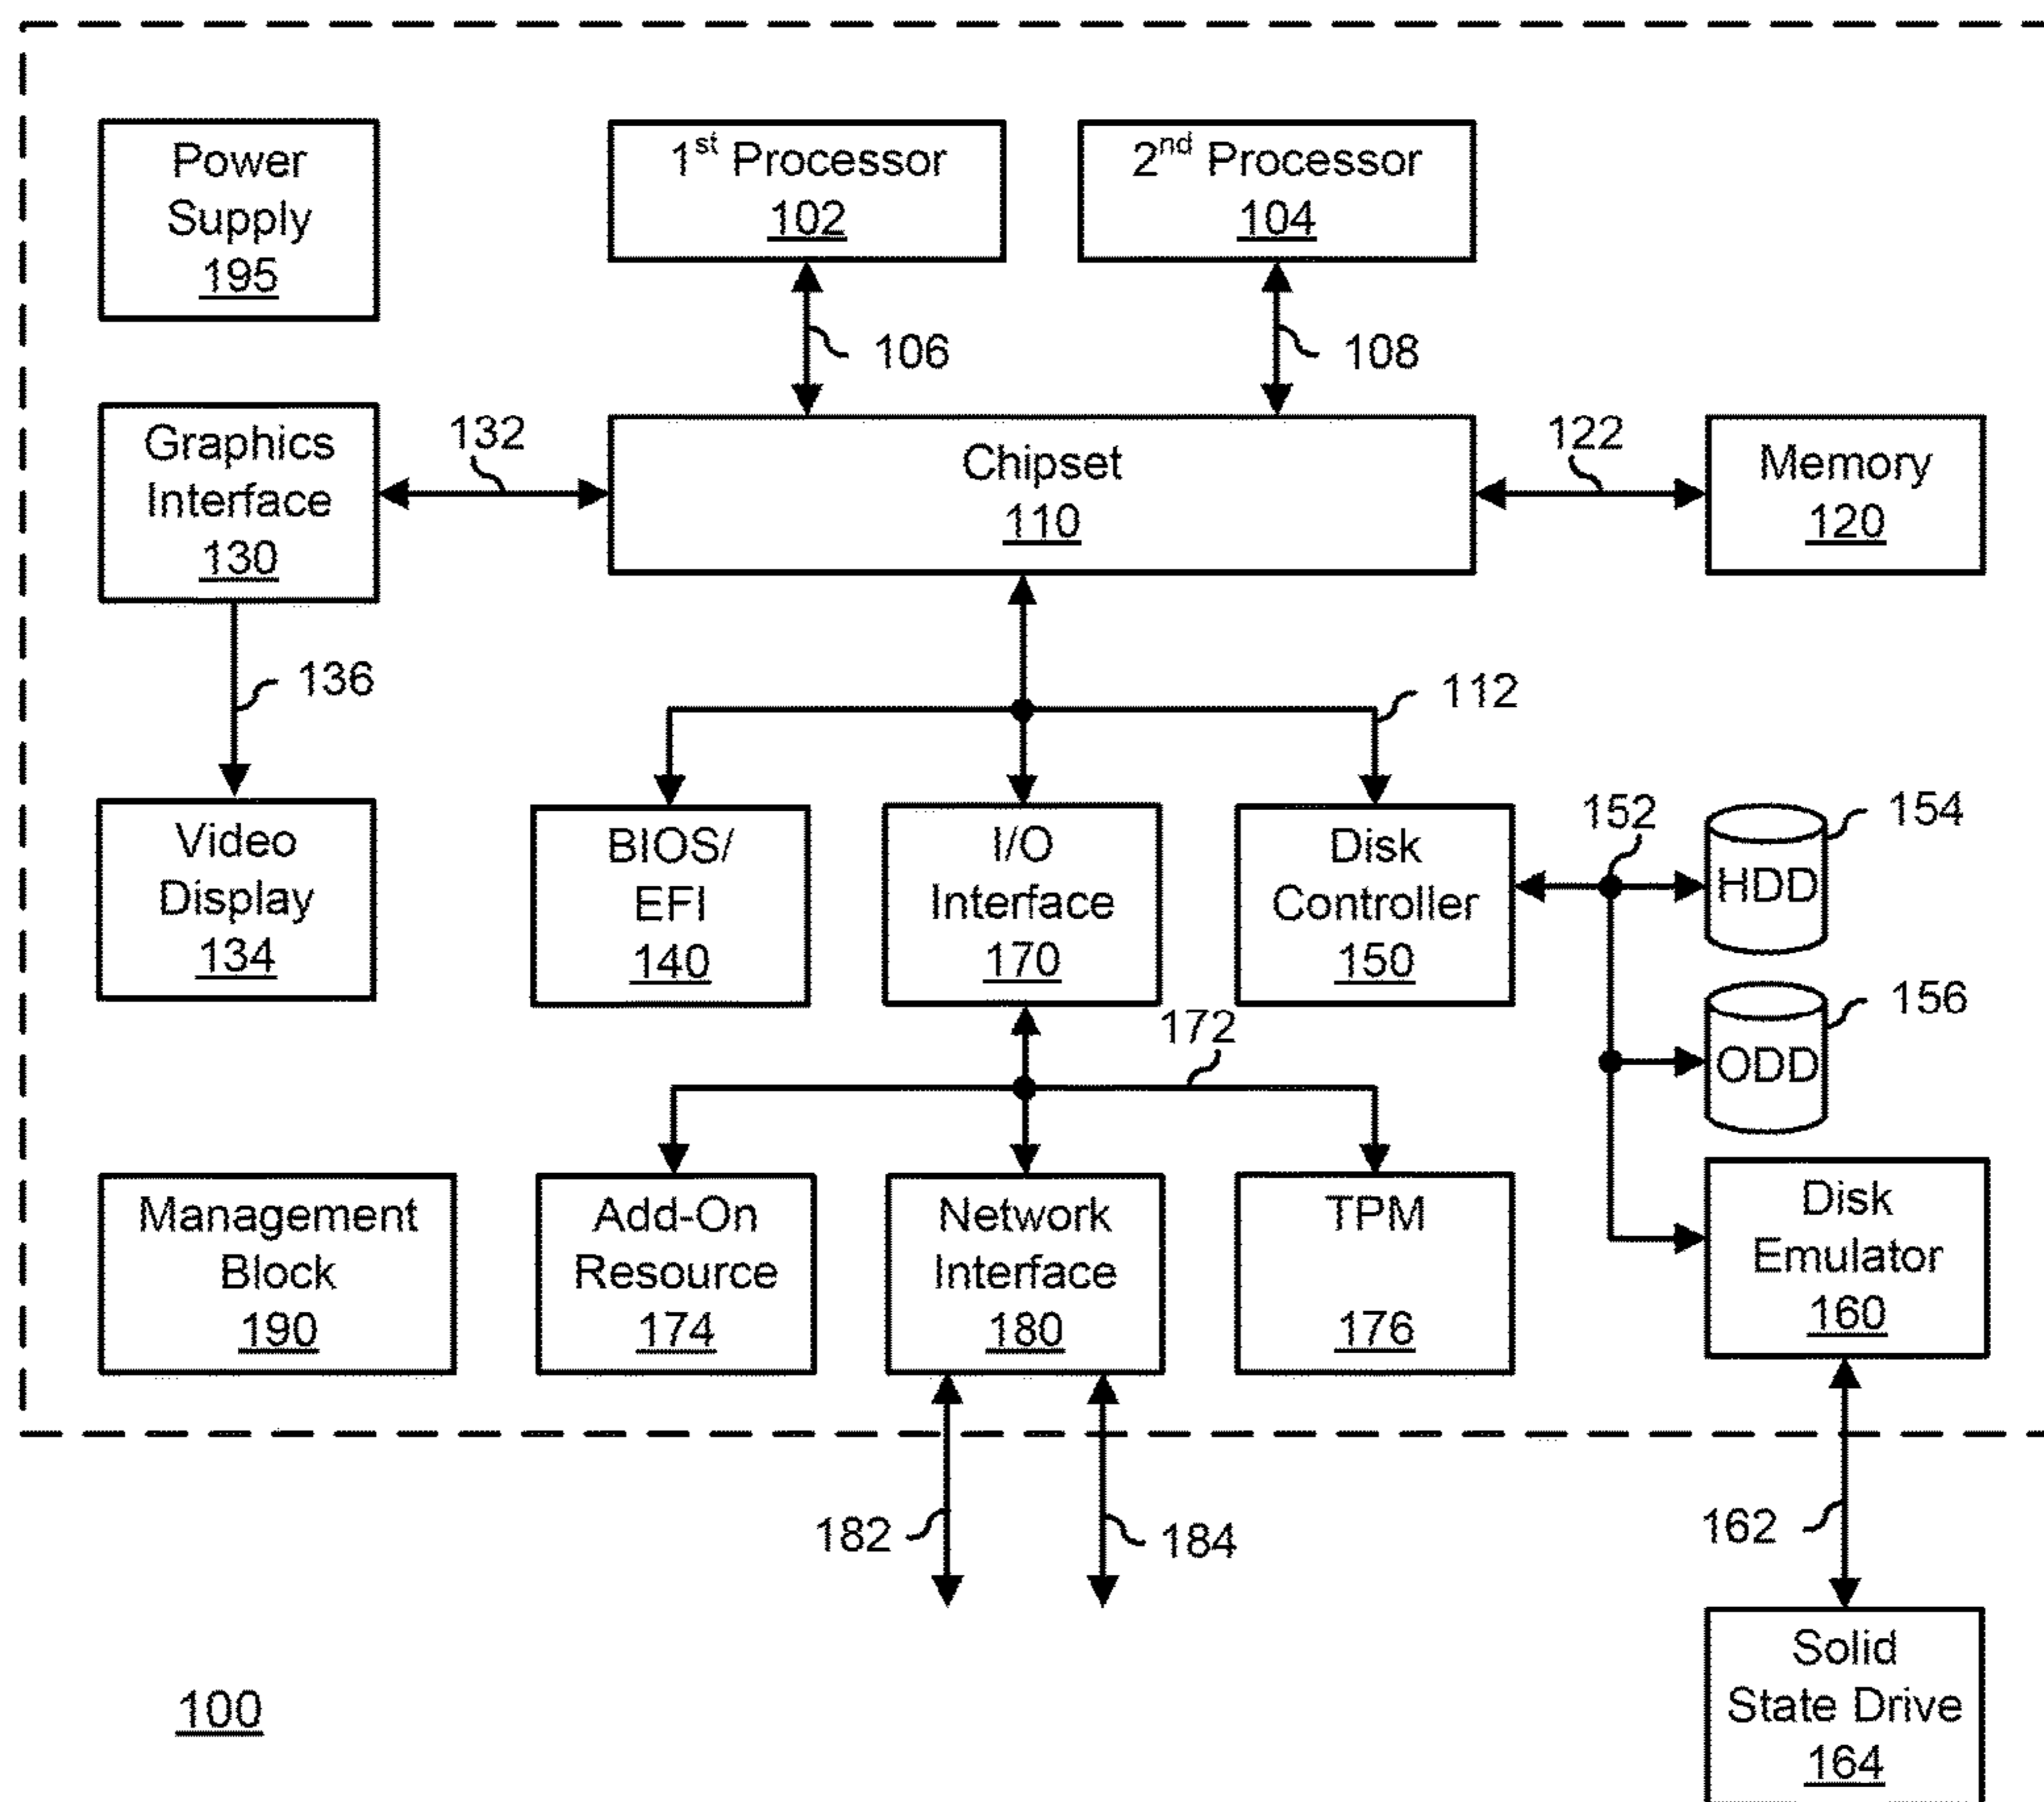 Power
Supply
195
1st Processor
102
2nd Processor
104
106
108
Graphics
Interface
130
132
Chipset
110
122
Memory
120
136
112
Video
Display
134
BIOS/
EFI
140
I/O
Interface
170
Disk
Controller
150
152
HDD
154
ODD
156
172
Management
Block
190
Add-On
Resource
174
Network
Interface
180
TPM
176
Disk
Emulator
160
182
184
162
Solid
State Drive
164
100